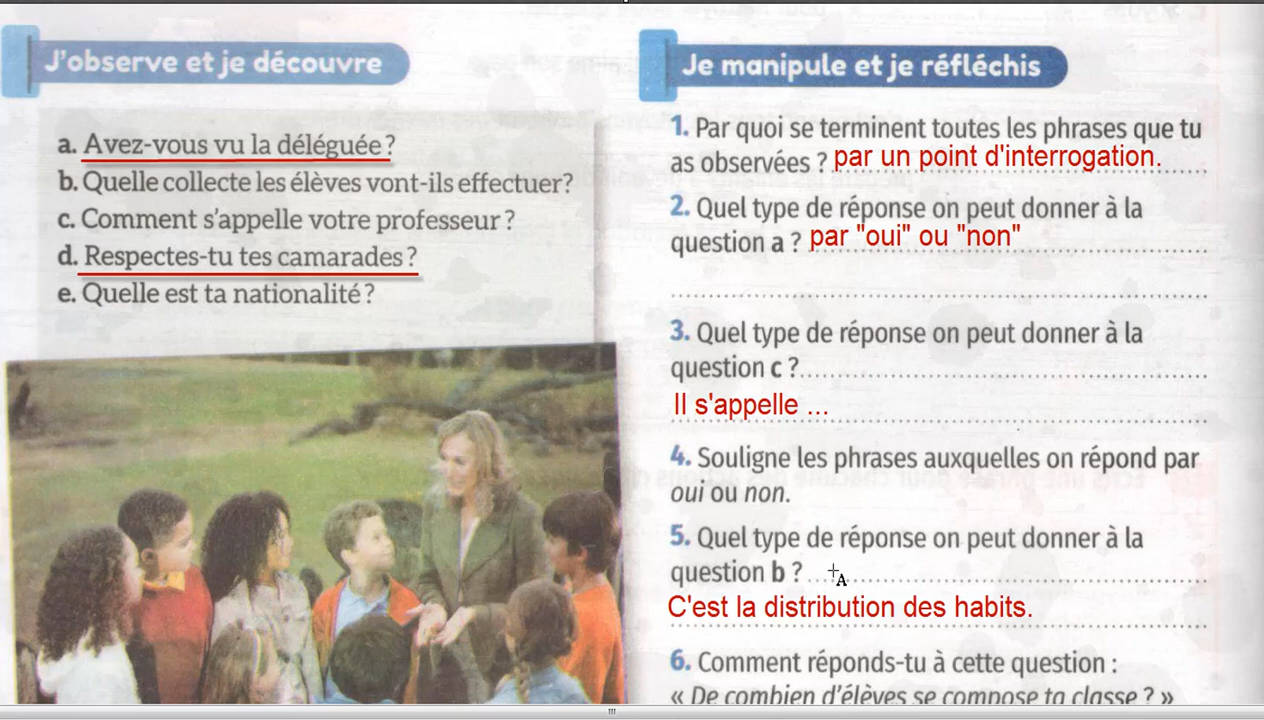 J'observe et je découvre
a. Avez-vous vu la déléguée ?
b. Quelle collecte les élèves vont-ils effectuer?
c. Comment s'appelle votre professeur ?
d. Respectes-tu tes camarades ?
e. Quelle est ta nationalité ?
Je manipule et je réfléchis
1. Par quoi se terminent toutes les phrases que tu
as observées ? par un point d'interrogation.
2. Quel type de réponse on peut donner à la
question a ? par "oui" ou "non"
3. Quel type de réponse on peut donner à la
question c ?
Il s'appelle ...
4. Souligne les phrases auxquelles on répond par
oui ou non.
5. Quel type de réponse on peut donner à la
question b ?
C'est la distribution des habits.
6. Comment réponds-tu à cette question :
« De combien d'élèves se compose ta classe ? »